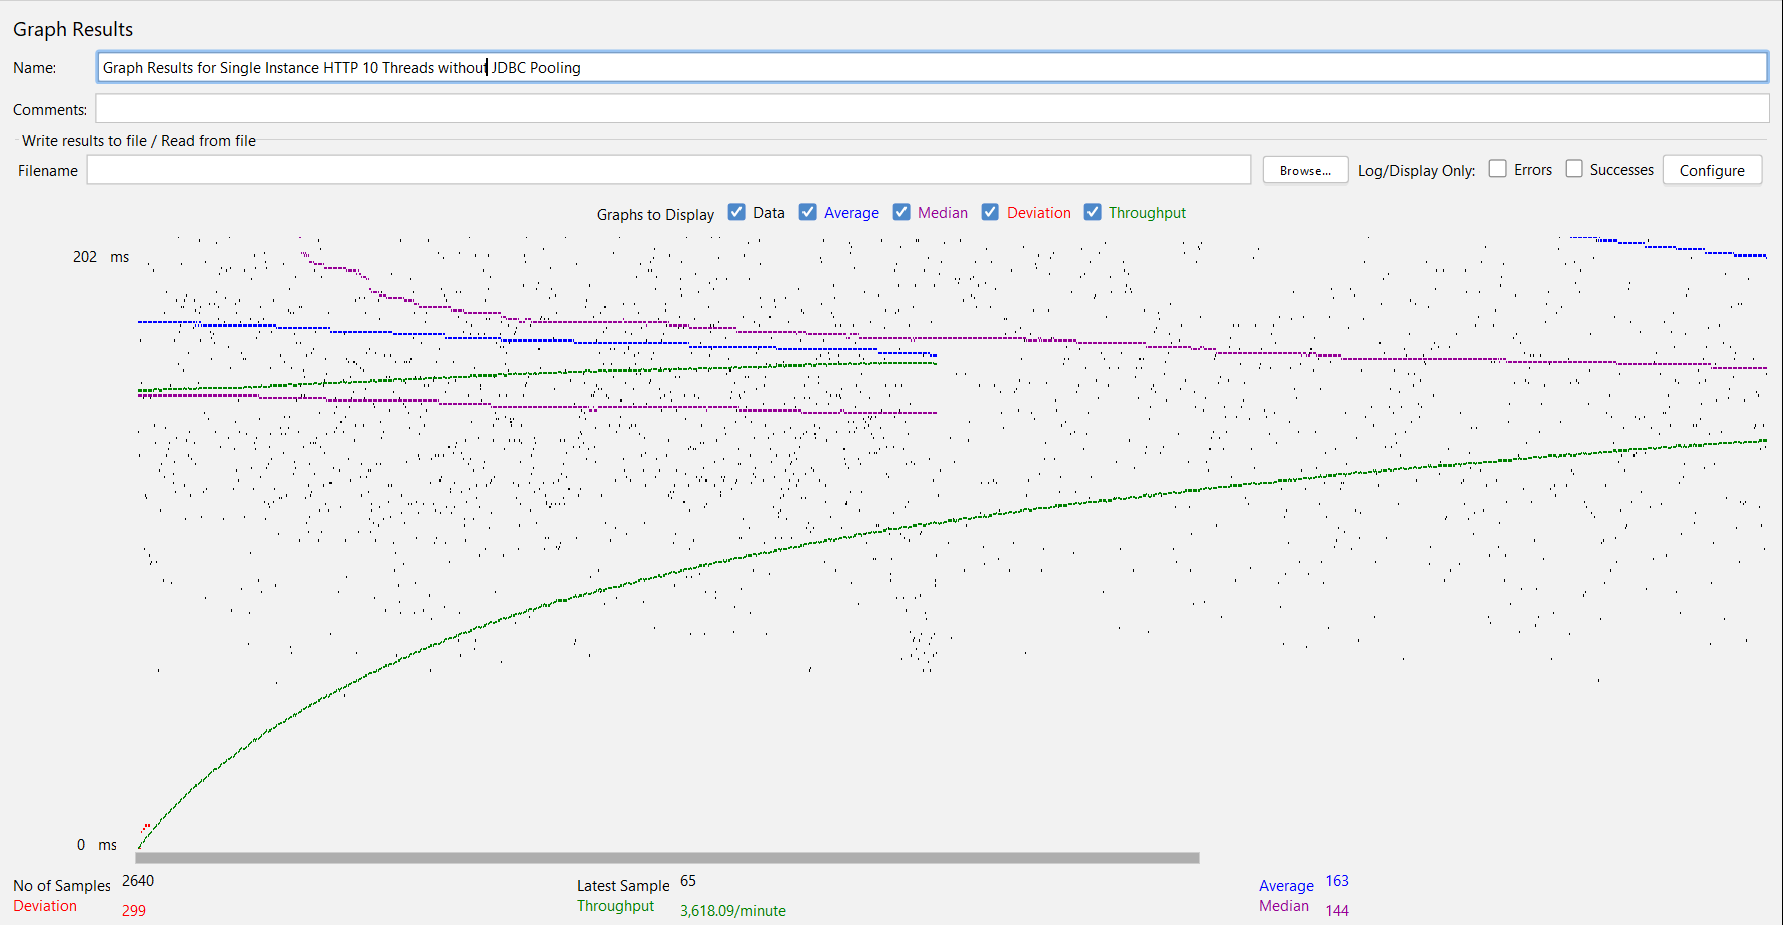 Graph Results
Name: Graph Results for Single Instance HTTP 10 Threads without JDBC Pooling
Comments:
Write results to file / Read from file
Filename Browse... Log/Display Only: Errors Successes Configure
Graphs to Display Data Average Median Deviation Throughput
202 ms
0 ms
No of Samples 2640 Latest Sample 65 Average 163
Deviation 299 Throughput 3,618.09/minute Median 144